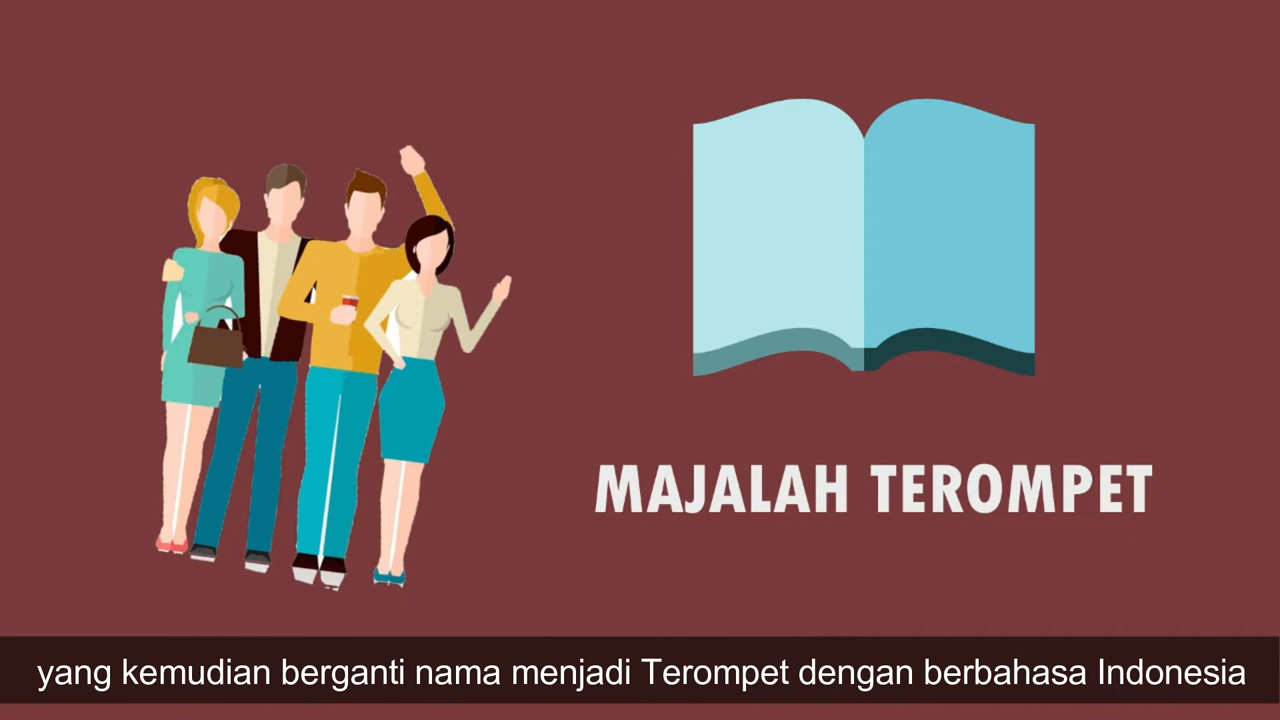 MAJALAH TEROMPET
yang kemudian berganti nama menjadi Terompet dengan berbahasa Indonesia